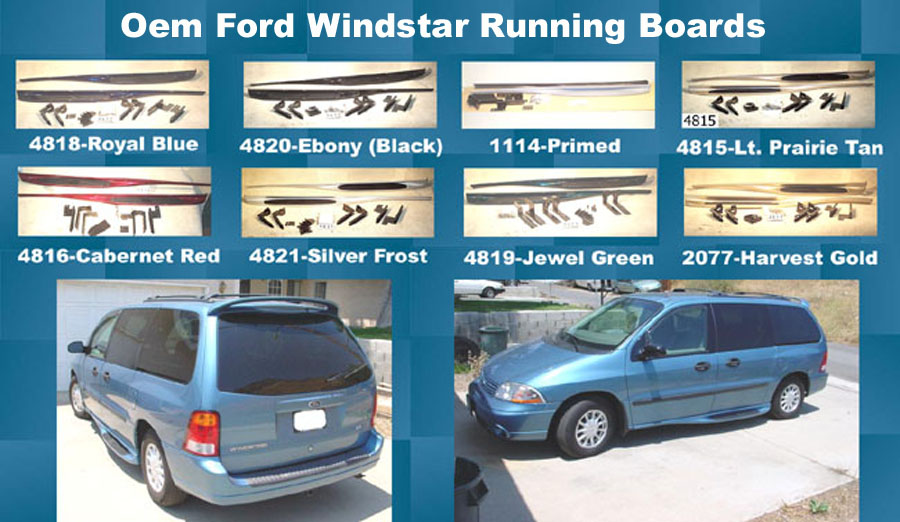 Oem Ford Windstar Running Boards
4815
4818-Royal Blue
4820-Ebony (Black)
1114-Primed
4815-Lt. Prairie Tan
4816-Cabernet Red
4821-Silver Frost
4819-Jewel Green
2077-Harvest Gold
WINDSTAR